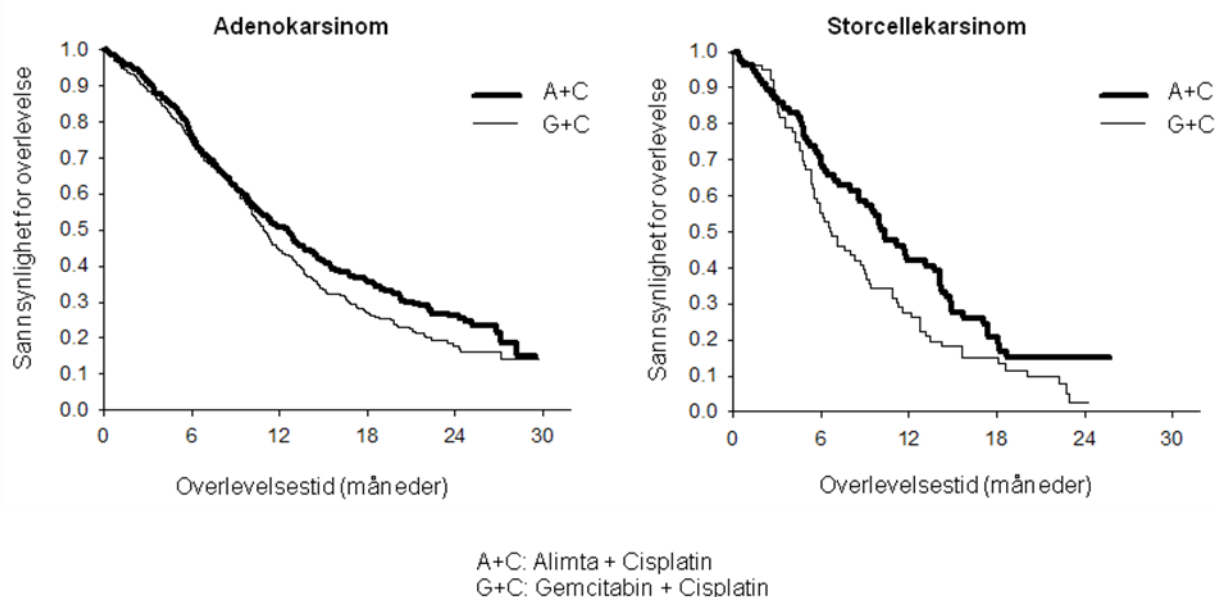 Adenokarsinom
1.0
0.9
0.8
0.7
0.6
0.5
0.4
0.3
0.2
0.1
0.0
Sannsynlighet for overlevelse
A+C
G+C
0 6 12 18 24 30
Overlevelsestid (måneder)
Storcellekarsinom
1.0
0.9
0.8
0.7
0.6
0.5
0.4
0.3
0.2
0.1
0.0
Sannsynlighet for overlevelse
A+C
G+C
0 6 12 18 24 30
Overlevelsestid (måneder)
A+C: Alimta + Cisplatin
G+C: Gemcitabin + Cisplatin